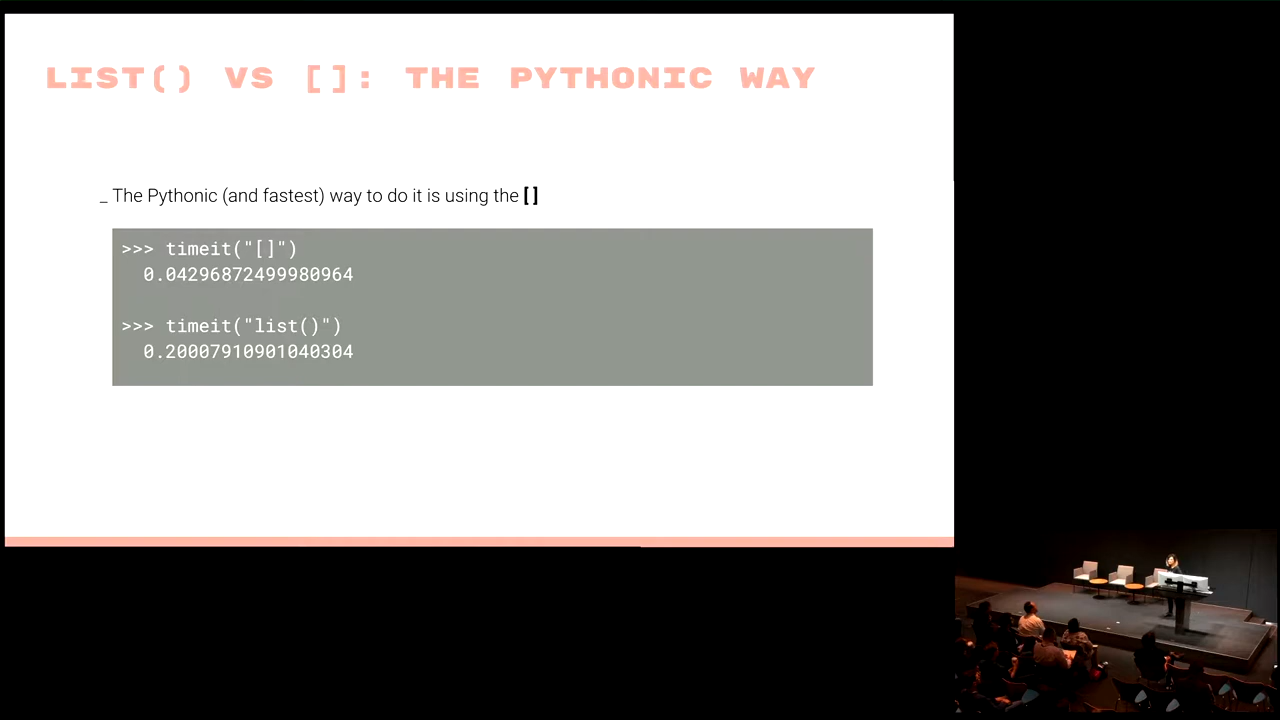 LIST() VS []: THE PYTHONIC WAY
_ The Pythonic (and fastest) way to do it is using the []
>>> timeit("[]")
0.04296872499980964
>>> timeit("list()")
0.20007910901040304